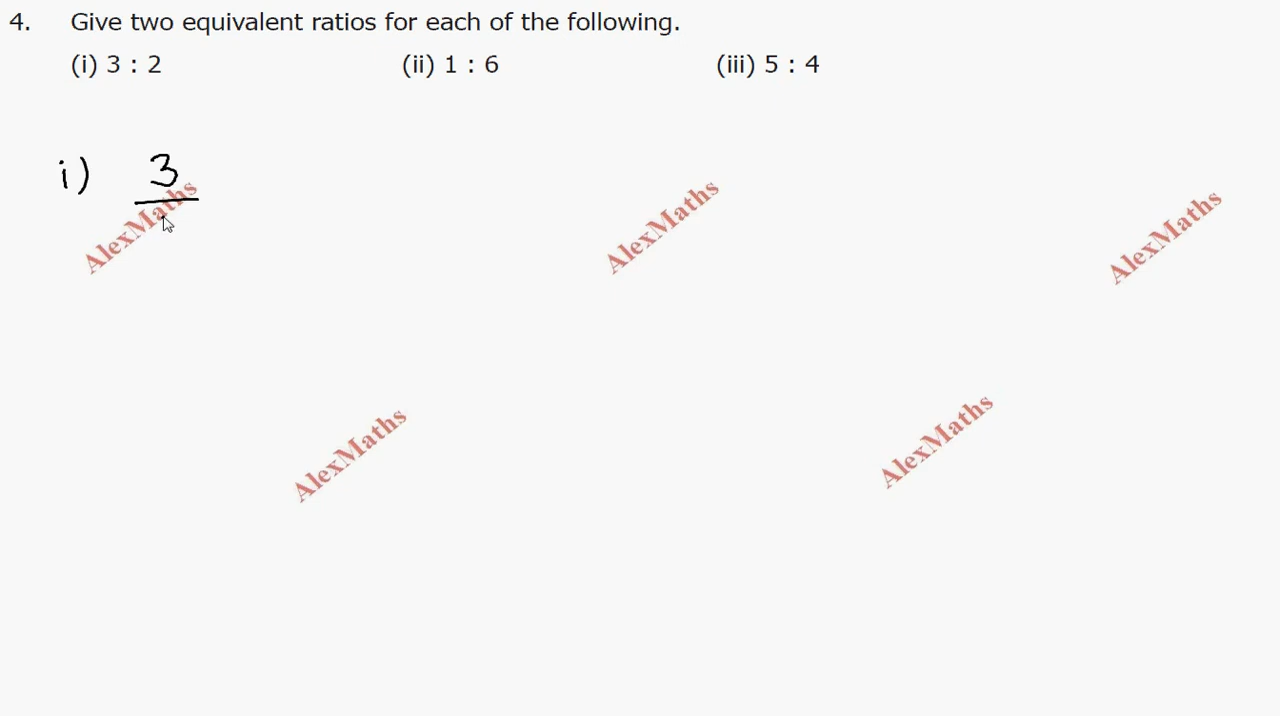 4. Give two equivalent ratios for each of the following.
(i) 3 : 2 (ii) 1 : 6 (iii) 5 : 4
i) 3
AlexMaths AlexMaths AlexMaths
AlexMaths AlexMaths